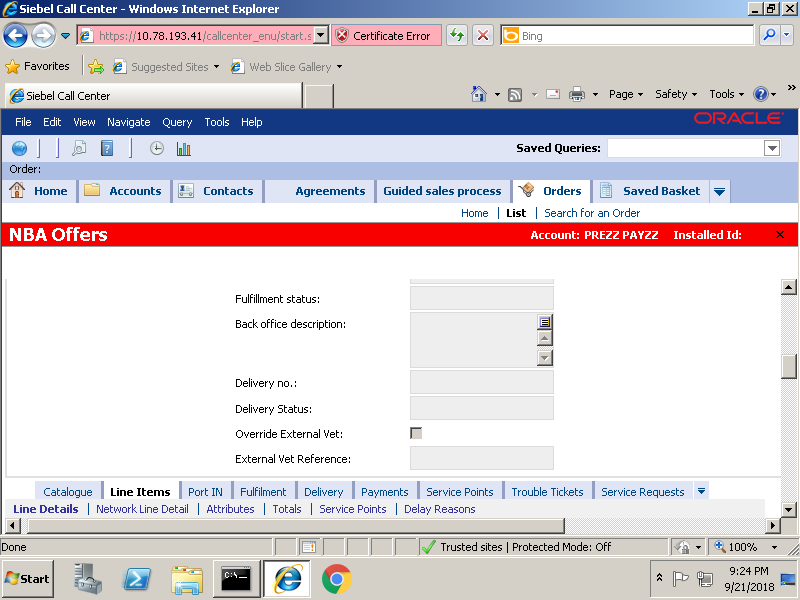 Siebel Call Center - Windows Internet Explorer
https://10.78.193.41/callcenter_enu/start.s
Certificate Error
Bing
Favorites
Suggested Sites
Web Slice Gallery
Siebel Call Center
Page
Safety
Tools
File Edit View Navigate Query Tools Help
ORACLE
Saved Queries:
Order:
Home Accounts Contacts Agreements Guided sales process Orders Saved Basket
Home | List | Search for an Order
NBA Offers
Account: PREZZ PAYZZ Installed Id:
Fulfillment status:
Back office description:
Delivery no.:
Delivery Status:
Override External Vet:
External Vet Reference:
Catalogue Line Items Port IN Fulfilment Delivery Payments Service Points Trouble Tickets Service Requests
Line Details | Network Line Detail | Attributes | Totals | Service Points | Delay Reasons
Done
Trusted sites | Protected Mode: Off
100%
Start
C:\.
9:24 PM
9/21/2018